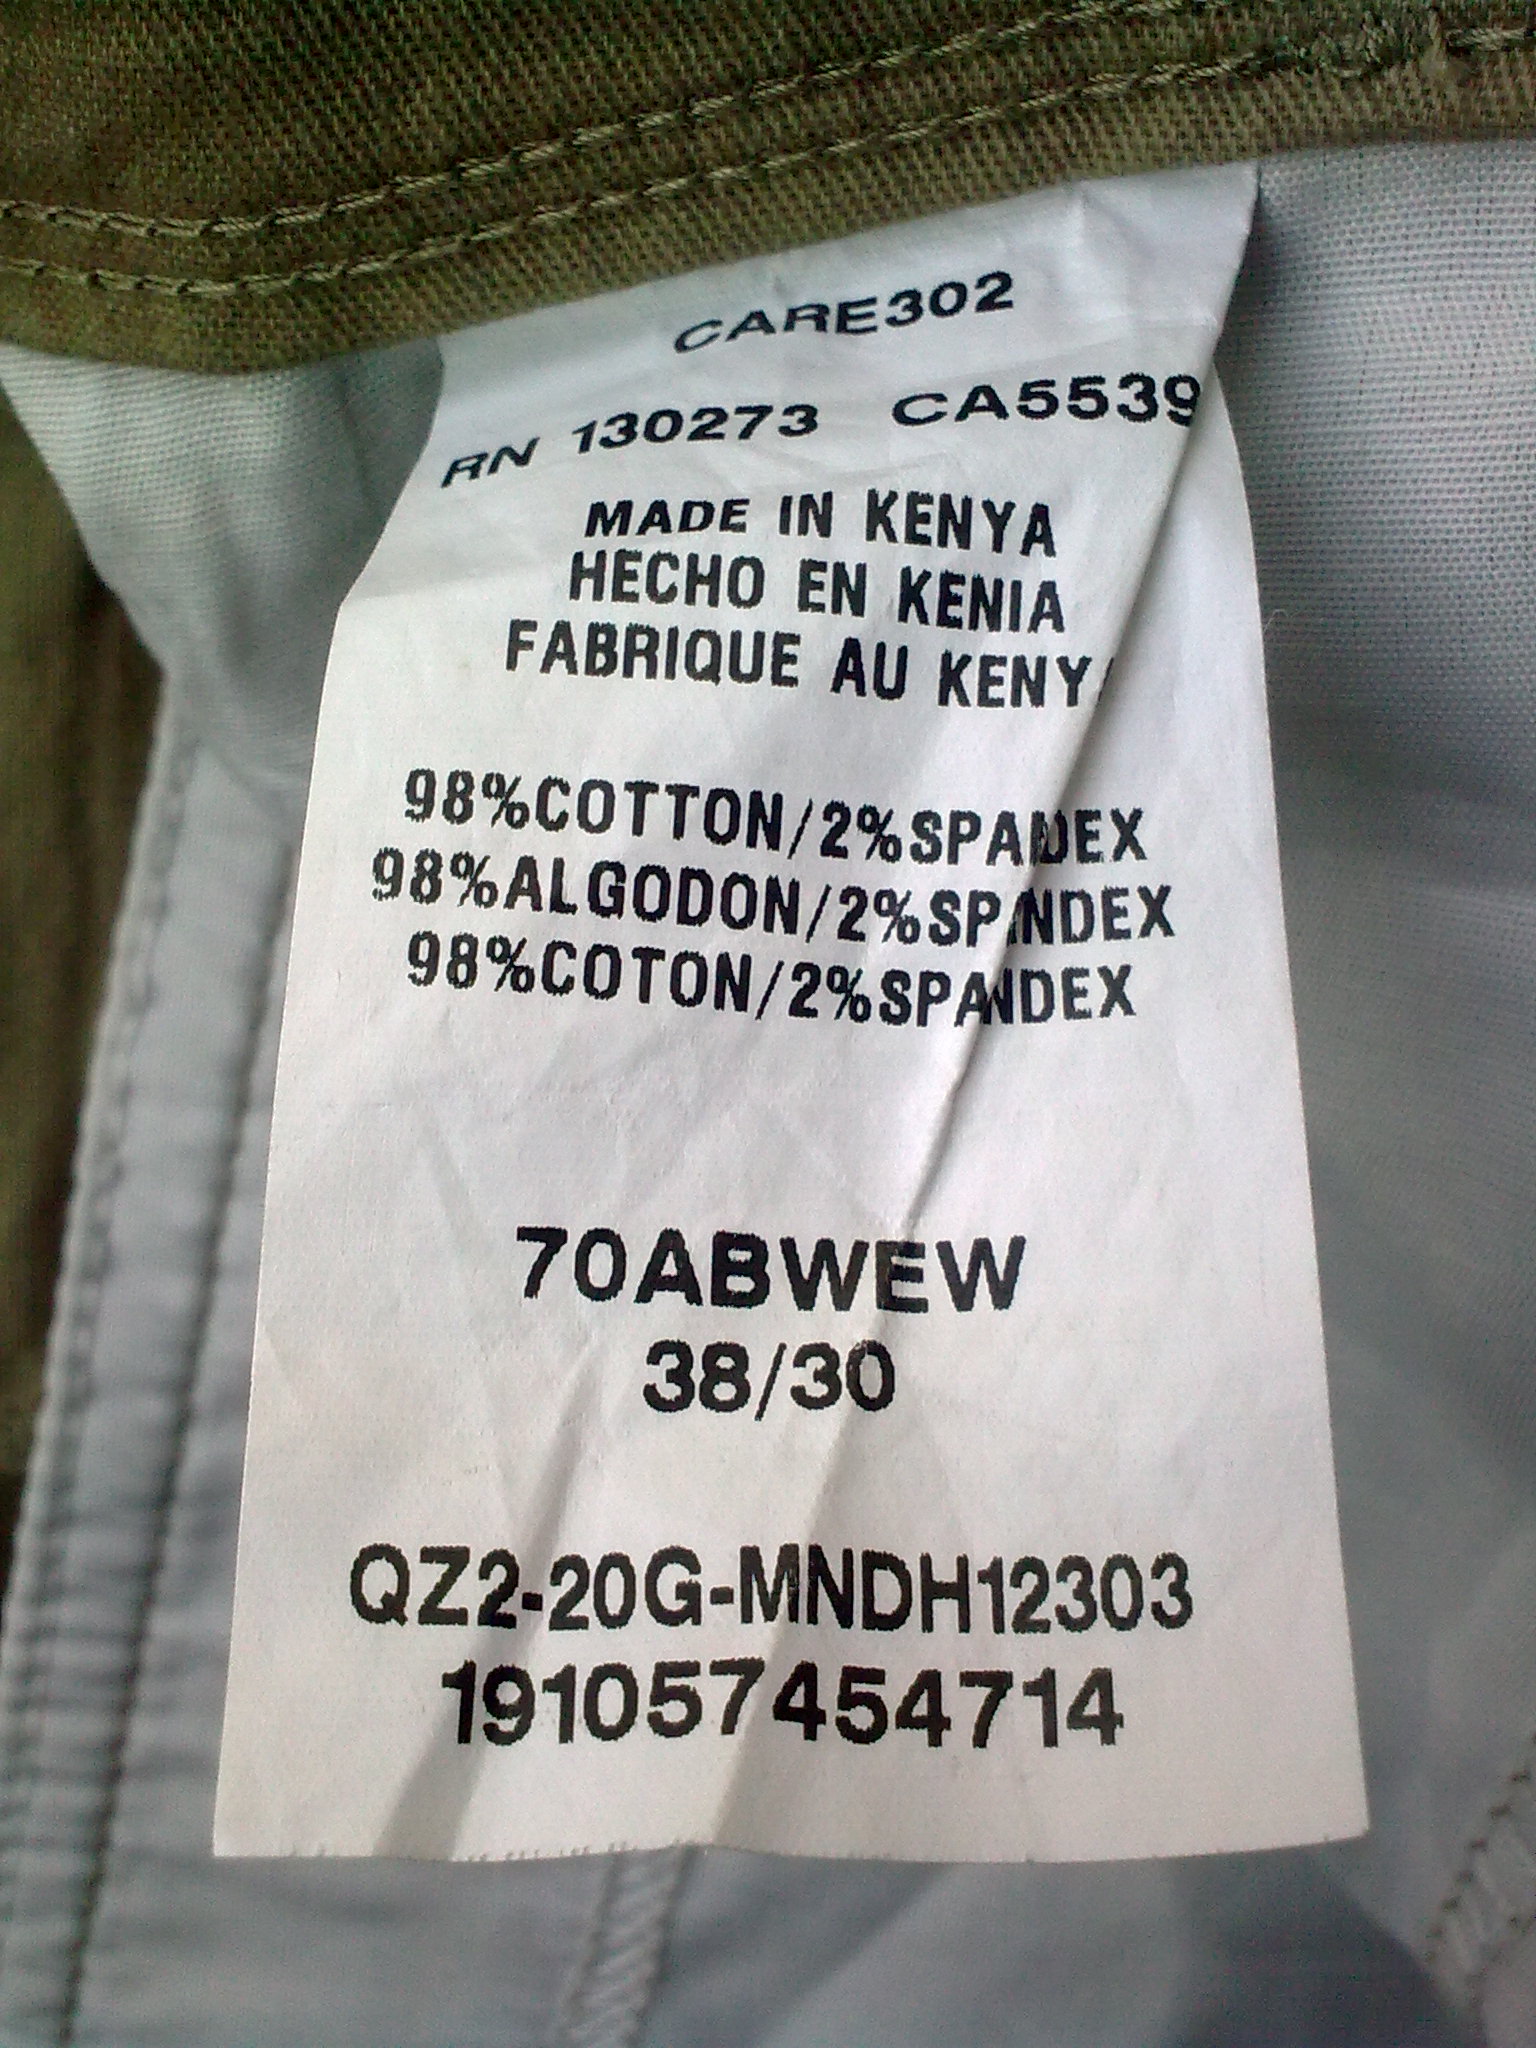 CARE302
RN 130273 CA5539
MADE IN KENYA
HECHO EN KENIA
FABRIQUE AU KENY
98%COTTON/2%SPANDEX
98%ALGODON/2%SPANDEX
98%COTON/2%SPANDEX
70ABWEW
38/30
QZ2-20G-MNDH12303
191057454714